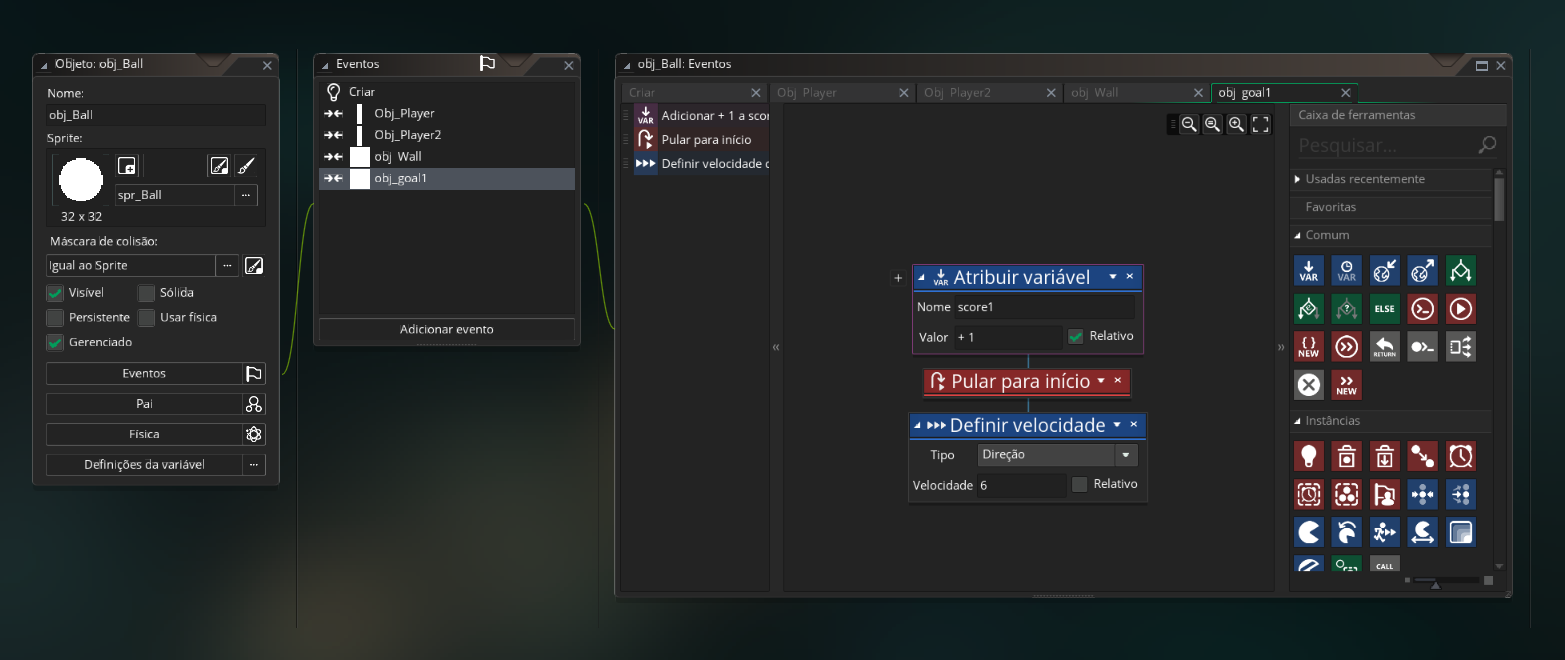 Objeto: obj_Ball
Nome:
obj_Ball
Sprite:
spr_Ball
...
32 x 32
Máscara de colisão:
Igual ao Sprite
...
Visível
Sólida
Persistente
Usar física
Gerenciado
Eventos
Pai
Física
Definições da variável
...
Eventos
Criar
Obj_Player
Obj_Player2
obj_Wall
obj_goal1
Adicionar evento
obj_Ball: Eventos
Criar
Obj_Player
Obj_Player2
obj_Wall
obj_goal1
VAR
Adicionar + 1 a scor
Pular para início
Definir velocidade d
VAR
Atribuir variável
Nome
score1
Valor
+ 1
Relativo
Pular para início
Definir velocidade
Tipo
Direção
Velocidade
6
Relativo
Caixa de ferramentas
Pesquisar...
Usadas recentemente
Favoritas
Comum
VAR
VAR
ELSE
NEW
RETURN
NEW
Instâncias
CALL